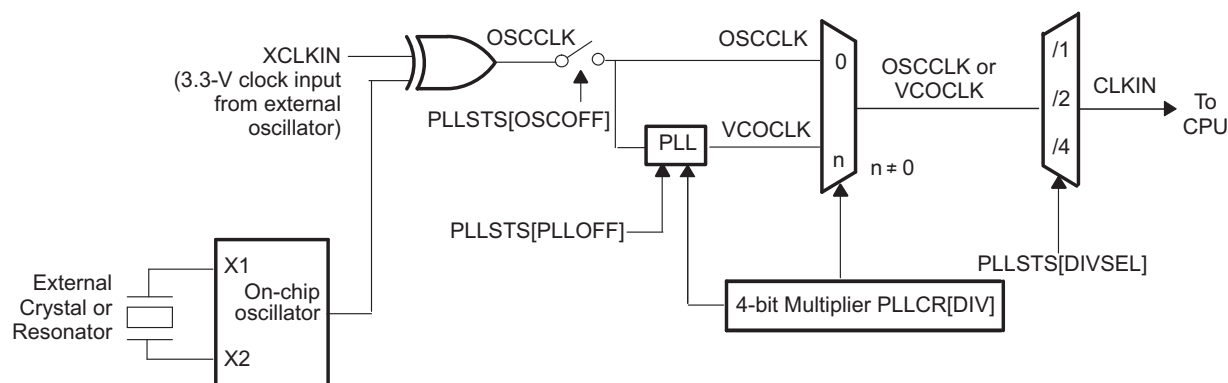 OSCCLK
XCLKIN
(3.3-V clock input
from external
oscillator)
PLLSTS[OSCOFF]
OSCCLK
0
OSCCLK or
VCOCLK
/1
/2
/4
CLKIN
To
CPU
PLL
VCOCLK
n
n ≠ 0
PLLSTS[PLLOFF]
PLLSTS[DIVSEL]
4-bit Multiplier PLLCR[DIV]
External
Crystal or
Resonator
X1
On-chip
oscillator
X2